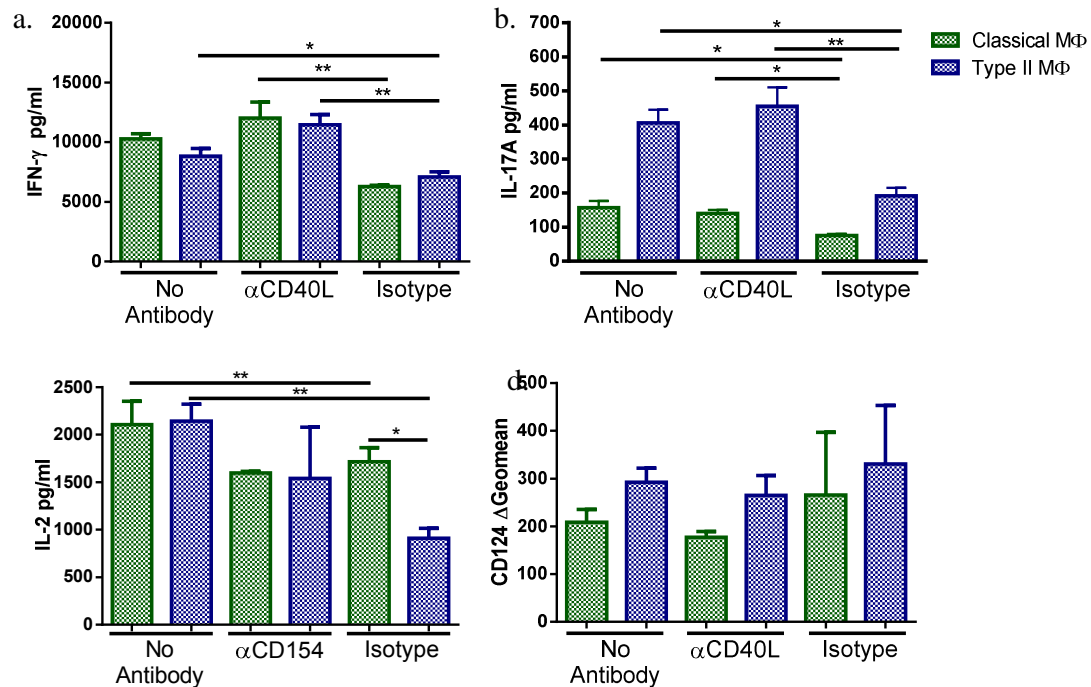 a.
IFN-γ pg/ml
20000
15000
10000
5000
0
*
**
**
No Antibody
αCD40L
Isotype
b.
IL-17A pg/ml
700
600
500
400
300
200
100
0
*
*
**
*
No Antibody
αCD40L
Isotype
Classical MΦ
Type II MΦ
IL-2 pg/ml
2500
2000
1500
1000
500
0
**
**
*
No Antibody
αCD154
Isotype
d.
CD124 ΔGeomean
500
400
300
200
100
0
No Antibody
αCD40L
Isotype